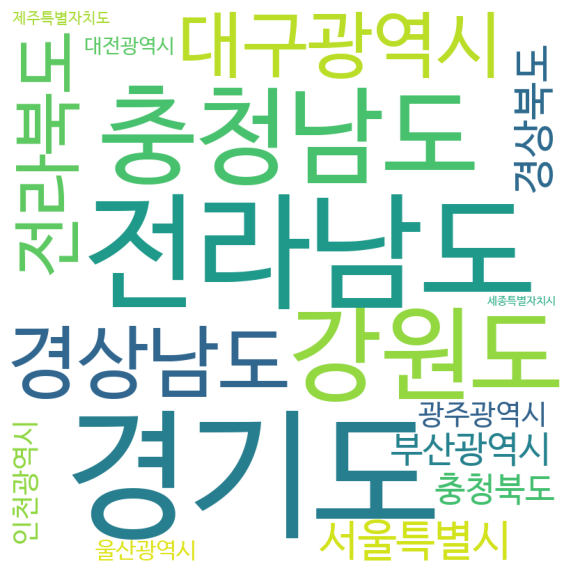 제주특별자치도
대전광역시
대구광역시
전라북도
충청남도
경상북도
전라남도
세종특별자치시
강원도
경상남도
경기도
광주광역시
부산광역시
충청북도
인천광역시
서울특별시
울산광역시